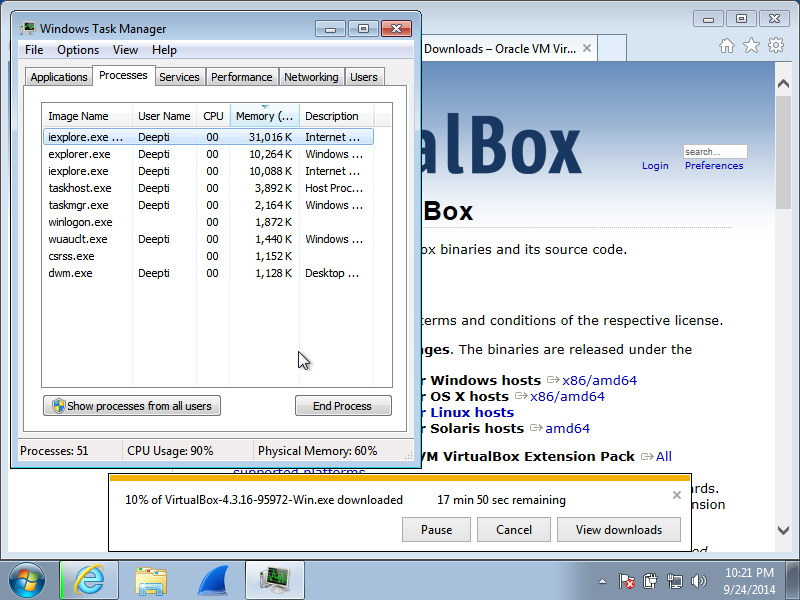 Windows Task Manager
File Options View Help
Applications Processes Services Performance Networking Users
Image Name User Name CPU Memory (... Description
iexplore.exe ... Deepti 00 31,016 K Internet ...
explorer.exe Deepti 00 10,264 K Windows ...
iexplore.exe Deepti 00 10,088 K Internet ...
taskhost.exe Deepti 00 3,892 K Host Proc...
taskmgr.exe Deepti 00 2,164 K Windows ...
winlogon.exe 00 1,872 K
wuauclt.exe Deepti 00 1,440 K Windows ...
csrss.exe 00 1,152 K
dwm.exe Deepti 00 1,128 K Desktop ...
Show processes from all users End Process
Processes: 51 CPU Usage: 90% Physical Memory: 60%
Downloads – Oracle VM Vir...
alBox
search...
Login Preferences
Box
ox binaries and its source code.
terms and conditions of the respective license.
ges. The binaries are released under the
r Windows hosts x86/amd64
r OS X hosts x86/amd64
r Linux hosts
r Solaris hosts amd64
VM VirtualBox Extension Pack All
supported platforms
rds.
nsion
ed
10% of VirtualBox-4.3.16-95972-Win.exe downloaded 17 min 50 sec remaining
Pause Cancel View downloads
10:21 PM
9/24/2014